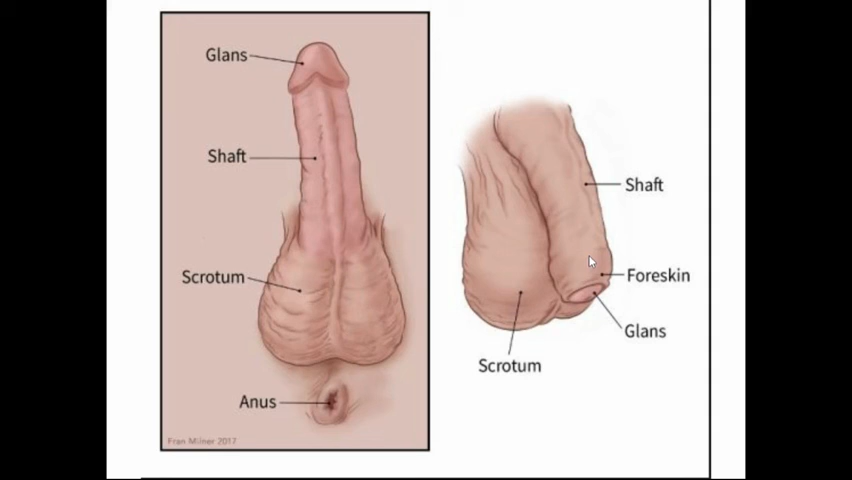 Glans
Shaft
Scrotum
Anus
Fran Milner 2017
Shaft
Foreskin
Glans
Scrotum